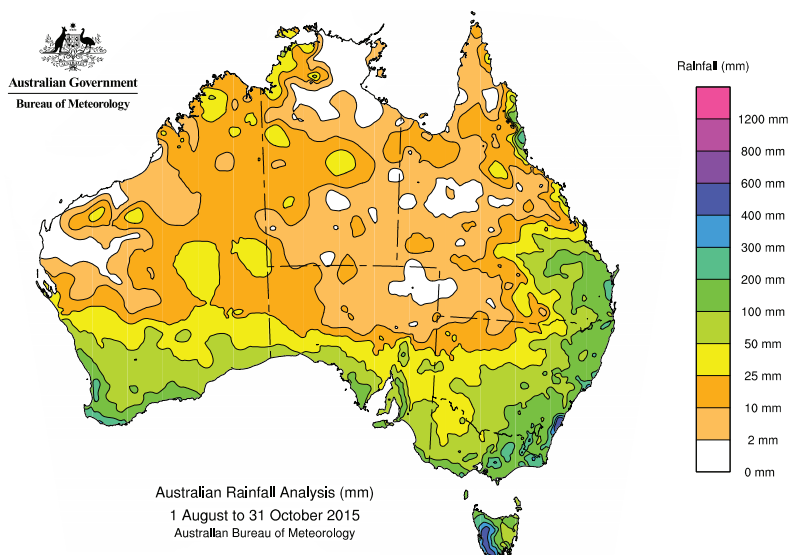 Australian Government
Bureau of Meteorology
Rainfall (mm)
1200 mm
800 mm
600 mm
400 mm
300 mm
200 mm
100 mm
50 mm
25 mm
10 mm
2 mm
0 mm
Australian Rainfall Analysis (mm)
1 August to 31 October 2015
Australian Bureau of Meteorology